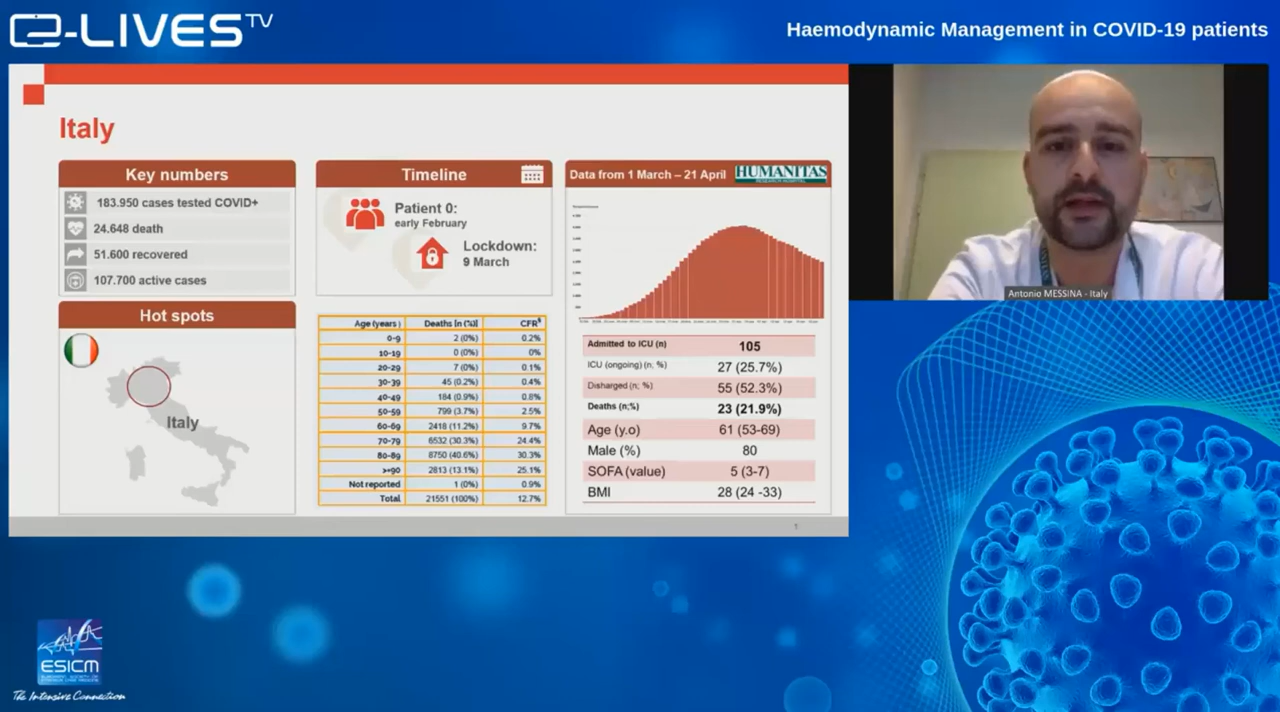 e-LIVES TV
Haemodynamic Management in COVID-19 patients
Italy
Key numbers
183.950 cases tested COVID+
24.648 death
51.600 recovered
107.700 active cases
Hot spots
Italy
Timeline
Patient 0:
early February
Lockdown:
9 March
Age (years) Deaths [n (%)] CFR$
0-9 2 (0%) 0.2%
10-19 0 (0%) 0%
20-29 7 (0%) 0.1%
30-39 45 (0.2%) 0.4%
40-49 184 (0.9%) 0.8%
50-59 799 (3.7%) 2.5%
60-69 2418 (11.2%) 9.7%
70-79 6532 (30.3%) 24.4%
80-89 8750 (40.6%) 30.3%
>=90 2813 (13.1%) 25.1%
Not reported 1 (0%) 0.9%
Total 21551 (100%) 12.7%
Data from 1 March – 21 April HUMANITAS
RESEARCH HOSPITAL
Admitted to ICU (n) 105
ICU (ongoing) (n; %) 27 (25.7%)
Disharged (n; %) 55 (52.3%)
Deaths (n;%) 23 (21.9%)
Age (y.o) 61 (53-69)
Male (%) 80
SOFA (value) 5 (3-7)
BMI 28 (24 -33)
Antonio MESSINA - Italy
ESICM
The Intensive Connection